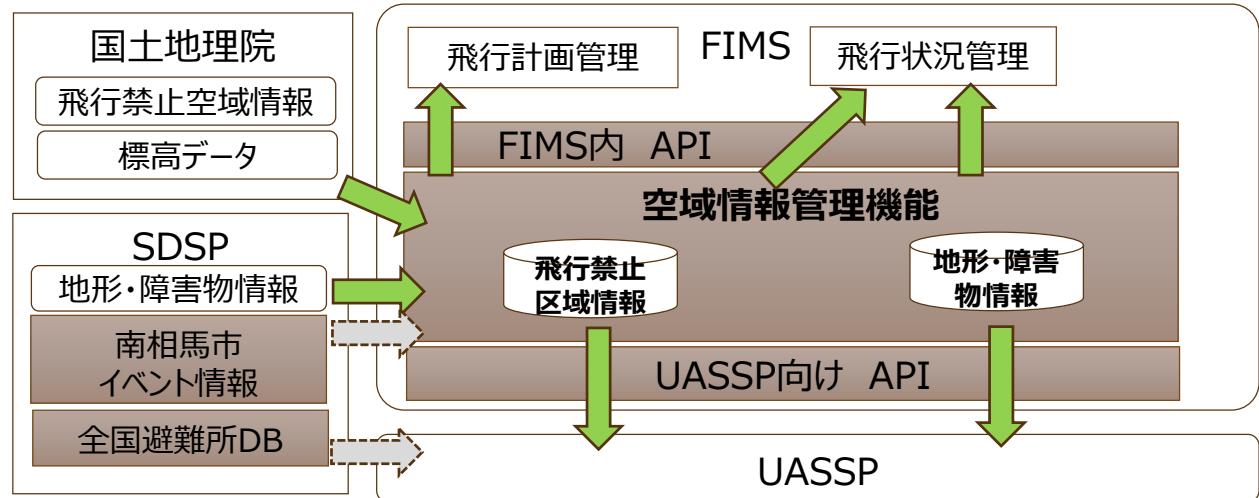 国土地理院
飛行禁止空域情報
標高データ
SDSP
地形・障害物情報
南相馬市
イベント情報
全国避難所DB
FIMS
飛行計画管理
飛行状況管理
FIMS内 API
空域情報管理機能
飛行禁止
区域情報
地形・障害
物情報
UASSP向け API
UASSP